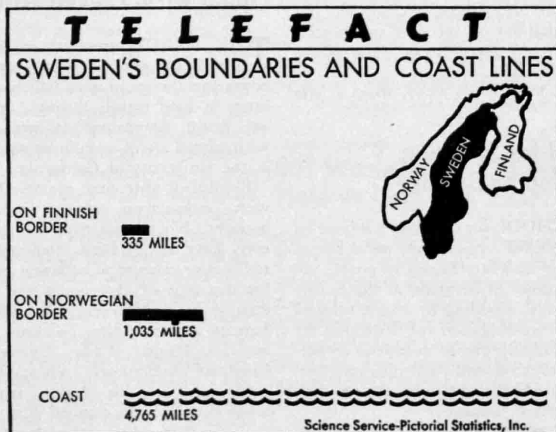 TELEFACT
SWEDEN'S BOUNDARIES AND COAST LINES
NORWAY
SWEDEN
FINLAND
ON FINNISH
BORDER
335 MILES
ON NORWEGIAN
BORDER
1,035 MILES
COAST
4,765 MILES
Science Service-Pictorial Statistics, Inc.